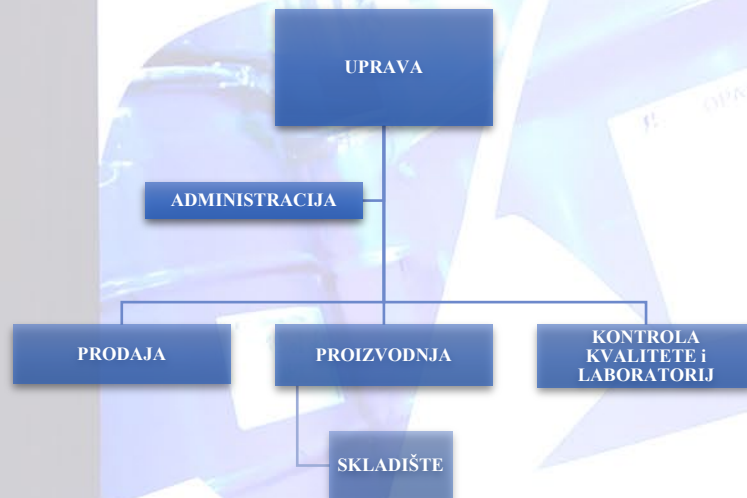 UPRAVA
ADMINISTRACIJA
PRODAJA
PROIZVODNJA
KONTROLA
KVALITETE i
LABORATORIJ
SKLADIŠTE